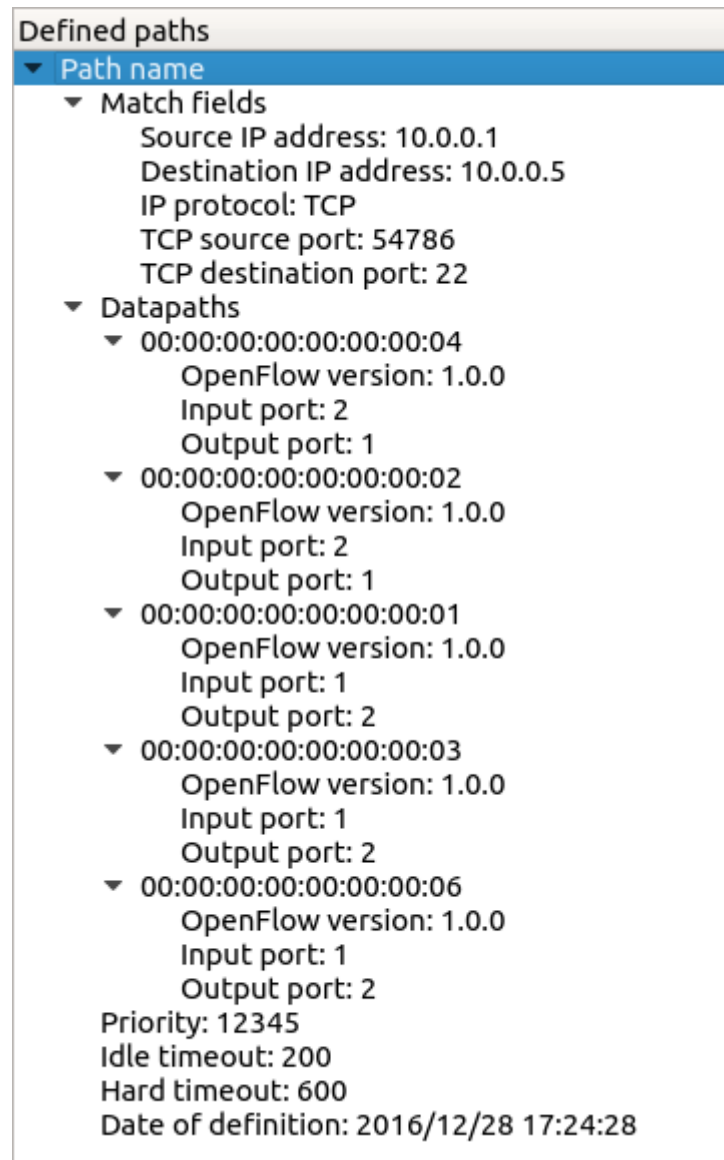 Defined paths
Path name
Match fields
Source IP address: 10.0.0.1
Destination IP address: 10.0.0.5
IP protocol: TCP
TCP source port: 54786
TCP destination port: 22
Datapaths
00:00:00:00:00:00:00:04
OpenFlow version: 1.0.0
Input port: 2
Output port: 1
00:00:00:00:00:00:00:02
OpenFlow version: 1.0.0
Input port: 2
Output port: 1
00:00:00:00:00:00:00:01
OpenFlow version: 1.0.0
Input port: 1
Output port: 2
00:00:00:00:00:00:00:03
OpenFlow version: 1.0.0
Input port: 1
Output port: 2
00:00:00:00:00:00:00:06
OpenFlow version: 1.0.0
Input port: 1
Output port: 2
Priority: 12345
Idle timeout: 200
Hard timeout: 600
Date of definition: 2016/12/28 17:24:28